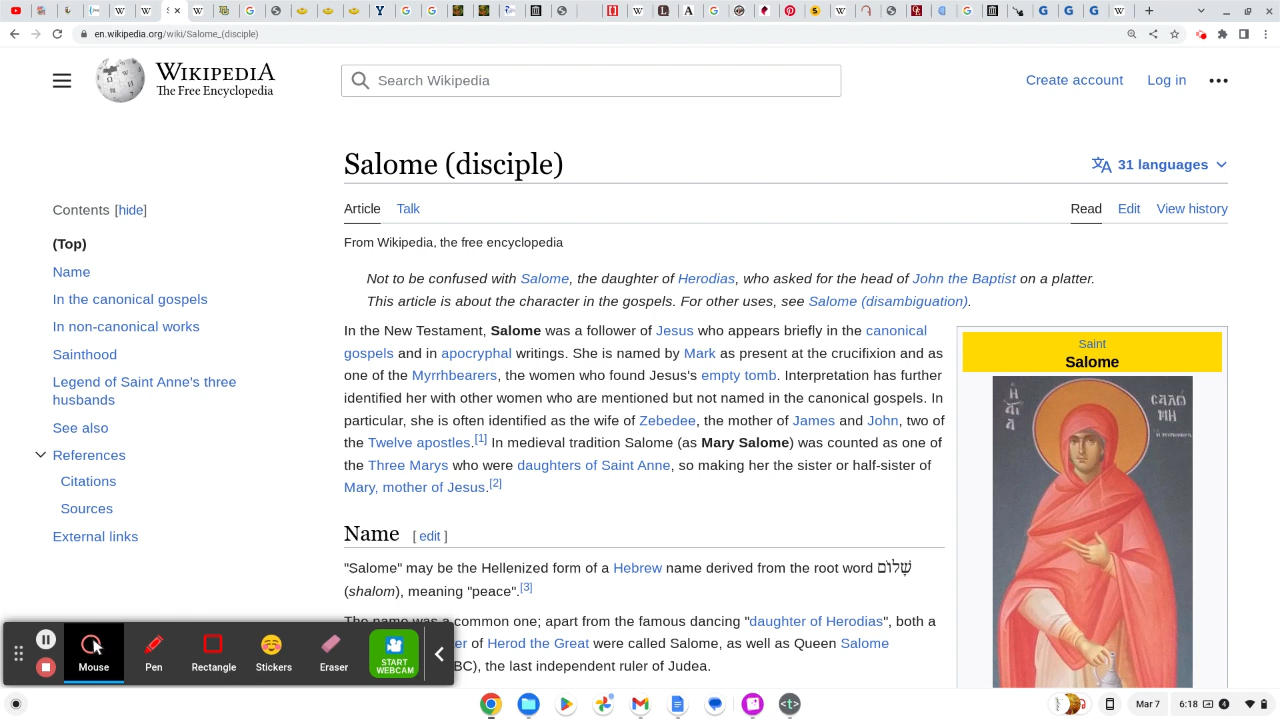 en.wikipedia.org/wiki/Salome_(disciple)
WIKIPEDIA
The Free Encyclopedia
Search Wikipedia
Create account
Log in
Salome (disciple)
31 languages
Contents [hide]
(Top)
Name
In the canonical gospels
In non-canonical works
Sainthood
Legend of Saint Anne's three
husbands
See also
References
Citations
Sources
External links
Article
Talk
Read
Edit
View history
From Wikipedia, the free encyclopedia
Not to be confused with Salome, the daughter of Herodias, who asked for the head of John the Baptist on a platter.
This article is about the character in the gospels. For other uses, see Salome (disambiguation).
In the New Testament, Salome was a follower of Jesus who appears briefly in the canonical
gospels and in apocryphal writings. She is named by Mark as present at the crucifixion and as
one of the Myrrhbearers, the women who found Jesus's empty tomb. Interpretation has further
identified her with other women who are mentioned but not named in the canonical gospels. In
particular, she is often identified as the wife of Zebedee, the mother of James and John, two of
the Twelve apostles.[1] In medieval tradition Salome (as Mary Salome) was counted as one of
the Three Marys who were daughters of Saint Anne, so making her the sister or half-sister of
Mary, mother of Jesus.[2]
Saint
Salome
Name [ edit ]
"Salome" may be the Hellenized form of a Hebrew name derived from the root word שָׁלוֹם
(shalom), meaning "peace".[3]
The name was a common one; apart from the famous dancing "daughter of Herodias", both a
of Herod the Great were called Salome, as well as Queen Salome
BC), the last independent ruler of Judea.
Mouse
Pen
Rectangle
Stickers
Eraser
START
WEBCAM
Mar 7
6:18
4